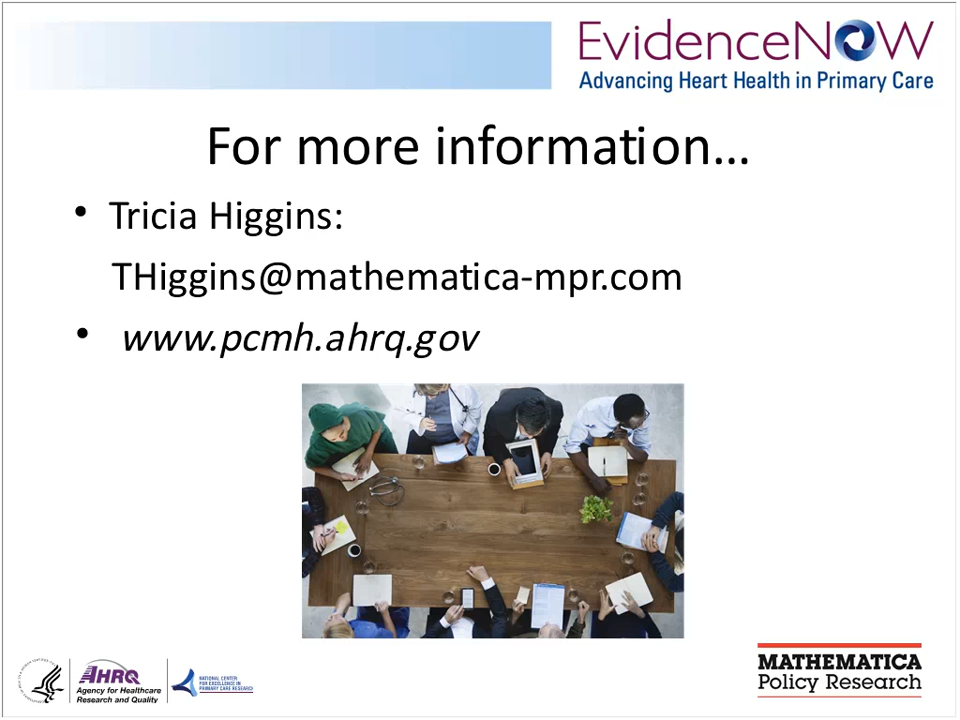 EvidenceNOW
Advancing Heart Health in Primary Care
For more information...
• Tricia Higgins:
THiggins@mathematica-mpr.com
• www.pcmh.ahrq.gov
AHRQ
Agency for Healthcare
Research and Quality
NATIONAL CENTER
FOR EXCELLENCE IN
PRIMARY CARE RESEARCH
MATHEMATICA
Policy Research